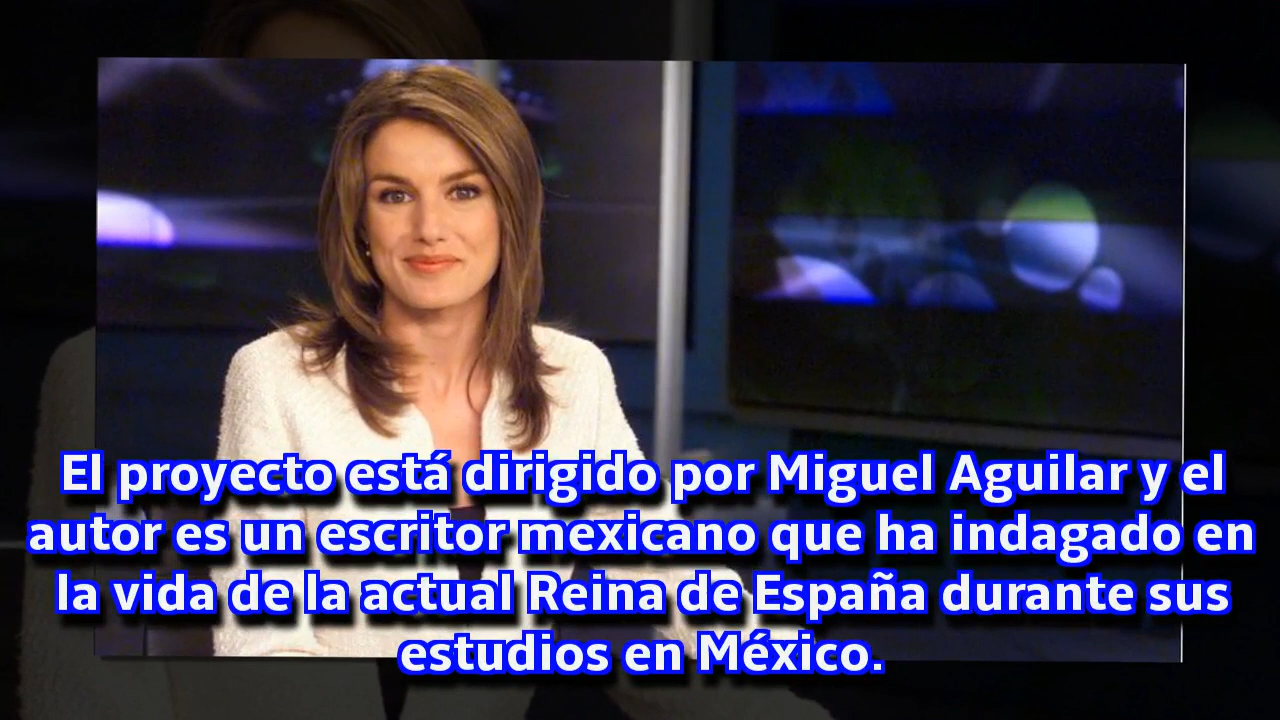 El proyecto está dirigido por Miguel Aguilar y el
autor es un escritor mexicano que ha indagado en
la vida de la actual Reina de España durante sus
estudios en México.